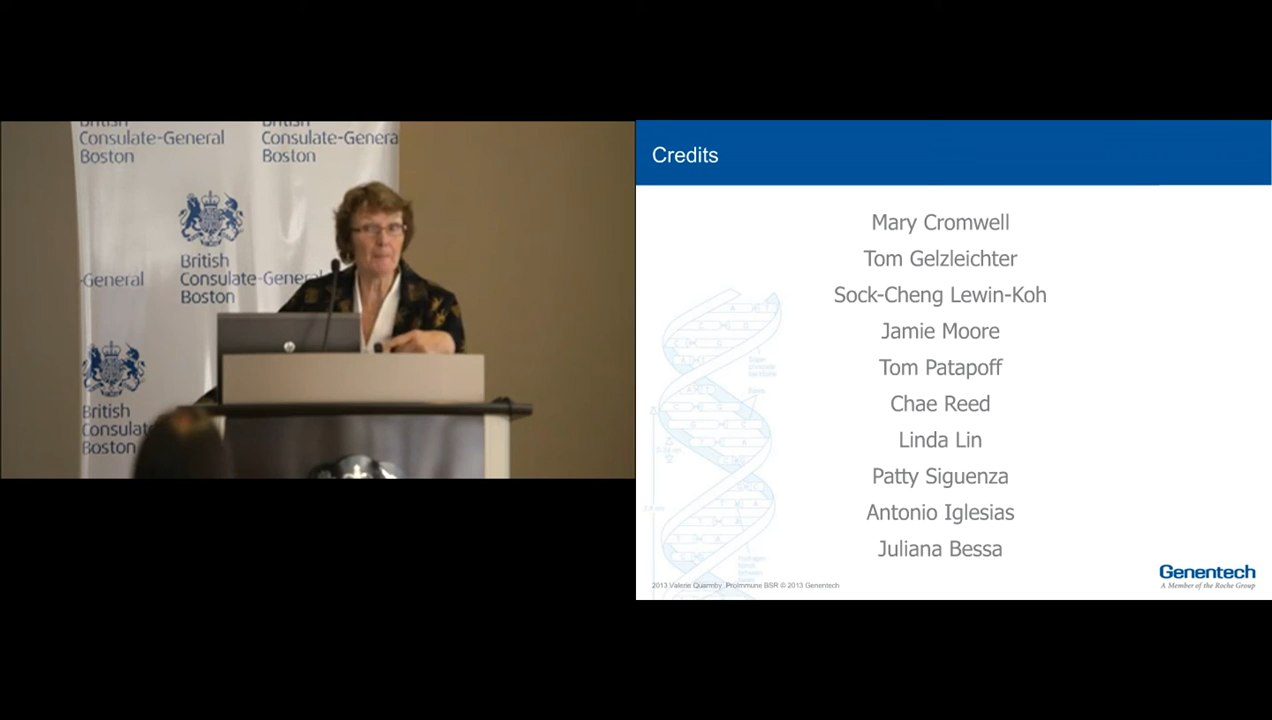 British
British
Consulate-General
Consulate-Genera
Boston
Boston
British
-General
Consulate-General
Boston
British
Consulate
Boston
Credits
Mary Cromwell
Tom Gelzleichter
Sock-Cheng Lewin-Koh
Jamie Moore
Tom Patapoff
Chae Reed
Linda Lin
Patty Siguenza
Antonio Iglesias
Juliana Bessa
2013 Valerie Quarmby. ProImmune BSR © 2013 Genentech
Genentech
A Member of the Roche Group